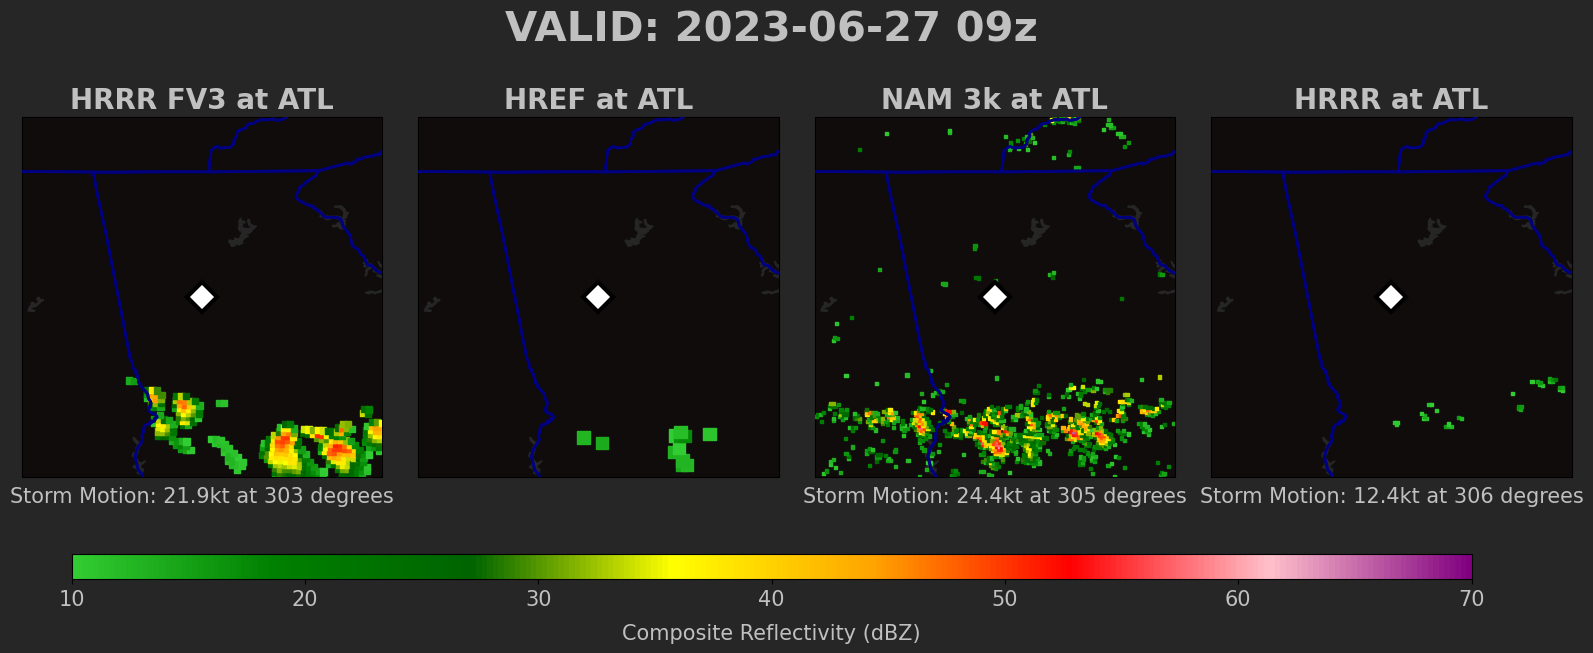 VALID: 2023-06-27 09z
HRRR FV3 at ATL
HREF at ATL
NAM 3k at ATL
HRRR at ATL
Storm Motion: 21.9kt at 303 degrees
Storm Motion: 24.4kt at 305 degrees
Storm Motion: 12.4kt at 306 degrees
10 20 30 40 50 60 70
Composite Reflectivity (dBZ)